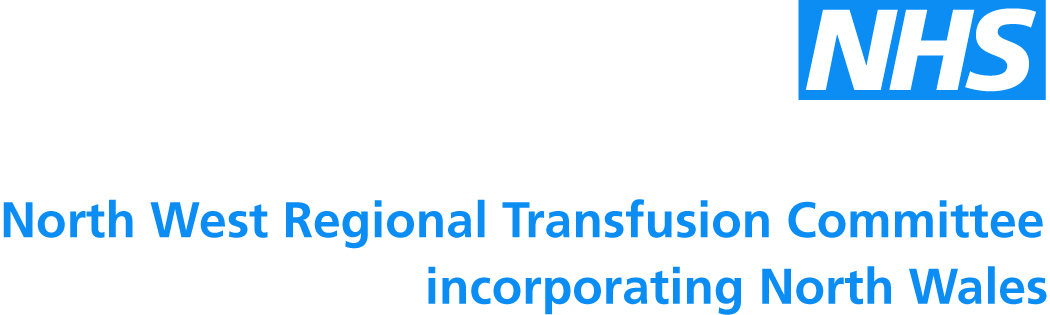 NHS
North West Regional Transfusion Committee
incorporating North Wales